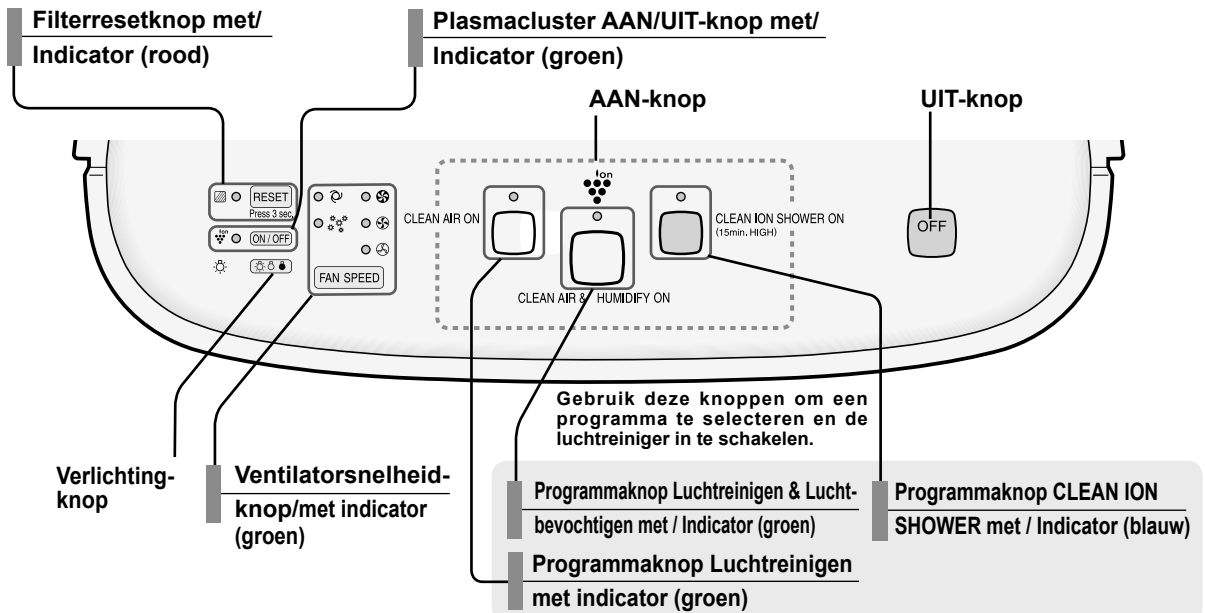 Filterresetknop met/
Indicator (rood)
Plasmacluster AAN/UIT-knop met/
Indicator (groen)
AAN-knop
UIT-knop
ion
RESET
Press 3 sec.
CLEAN AIR ON
CLEAN ION SHOWER ON
(15min. HIGH)
OFF
ion
ON / OFF
FAN SPEED
CLEAN AIR & HUMIDIFY ON
Gebruik deze knoppen om een
programma te selecteren en de
luchtreiniger in te schakelen.
Verlichting-
knop
Ventilatorsnelheid-
knop/met indicator
(groen)
Programmaknop Luchtreinigen & Lucht-
bevochtigen met / Indicator (groen)
Programmaknop CLEAN ION
SHOWER met / Indicator (blauw)
Programmaknop Luchtreinigen
met indicator (groen)